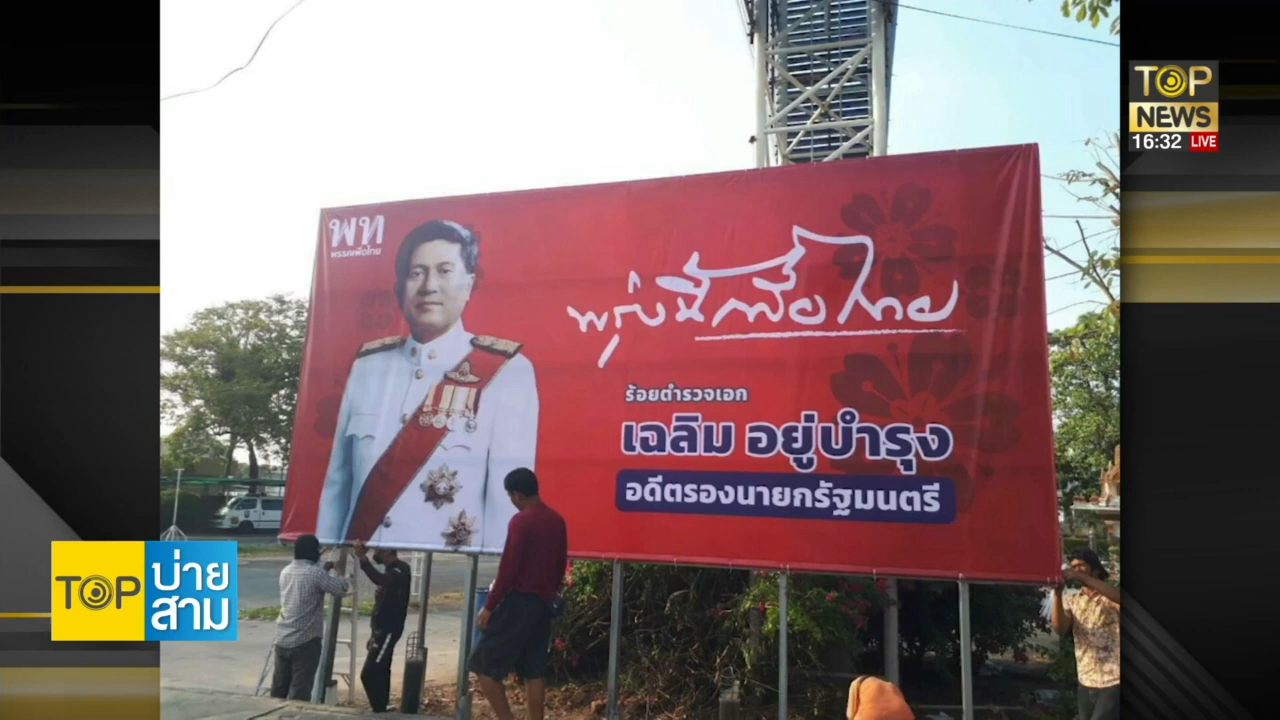 TOP
NEWS
16:32 LIVE
พท
พรรคเพื่อไทย
พรุ่งนี้เพื่อไทย
ร้อยตำรวจเอก
เฉลิม อยู่บำรุง
อดีตรองนายกรัฐมนตรี
TOP บ่าย
สาม